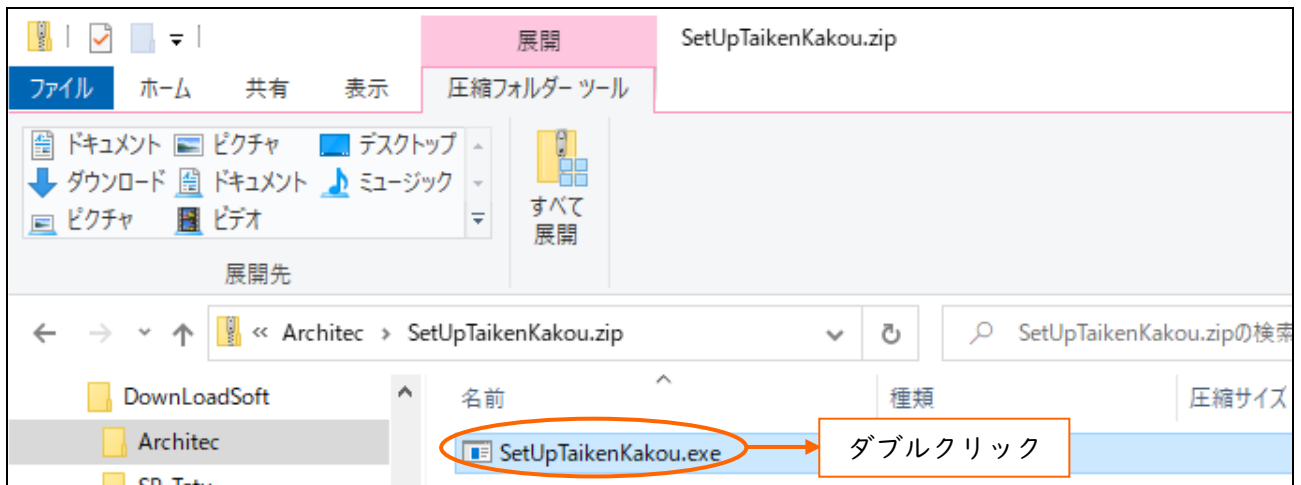 展開 SetUpTaikenKakou.zip
ファイル ホーム 共有 表示 圧縮フォルダー ツール
ドキュメント ピクチャ デスクトップ
ダウンロード ドキュメント ミュージック
ピクチャ ビデオ
すべて
展開
展開先
« Architec › SetUpTaikenKakou.zip
SetUpTaikenKakou.zipの検索
DownLoadSoft
名前 種類 圧縮サイズ
Architec
SetUpTaikenKakou.exe ダブルクリック